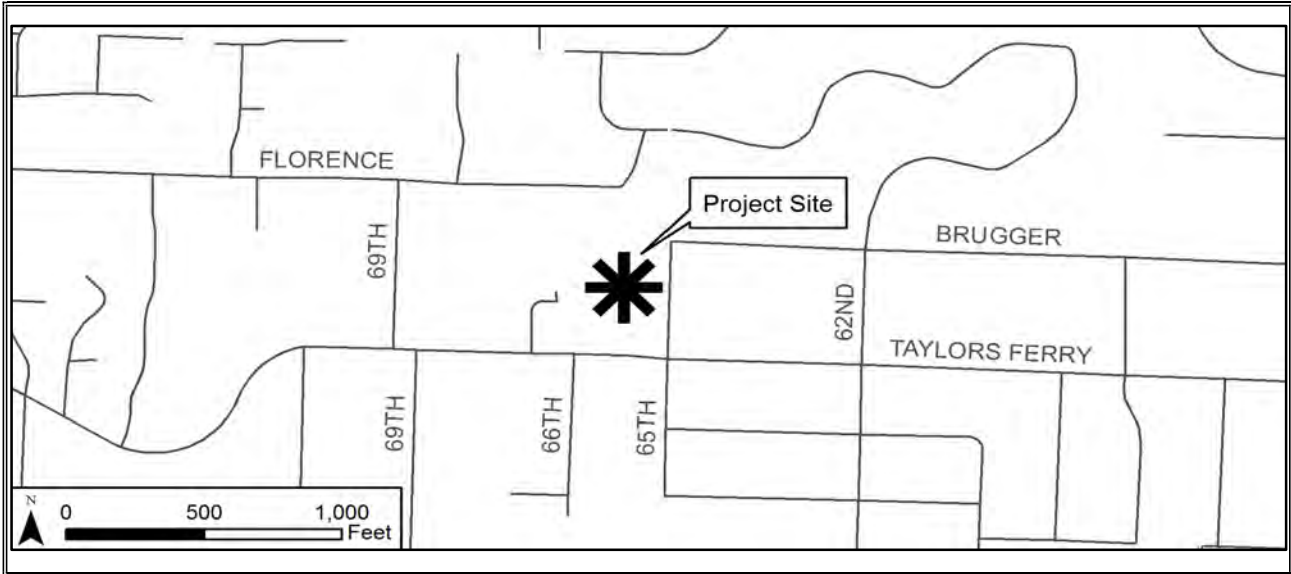 FLORENCE
Project Site
69TH
BRUGGER
62ND
TAYLORS FERRY
69TH
66TH
65TH
N
0 500 1,000
Feet